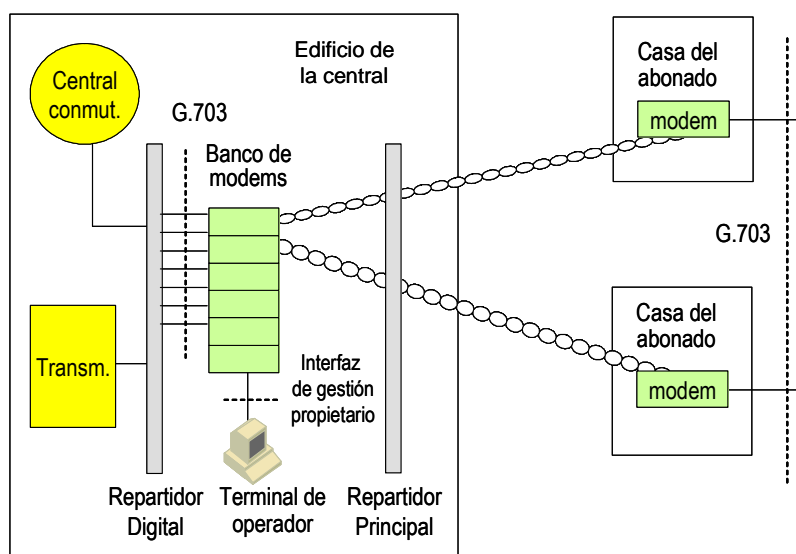 Central
conmut.
G.703
Edificio de
la central
Banco de
modems
Transm.
Interfaz
de gestión
propietario
Repartidor
Digital
Terminal de
operador
Repartidor
Principal
Casa del
abonado
modem
G.703
Casa del
abonado
modem